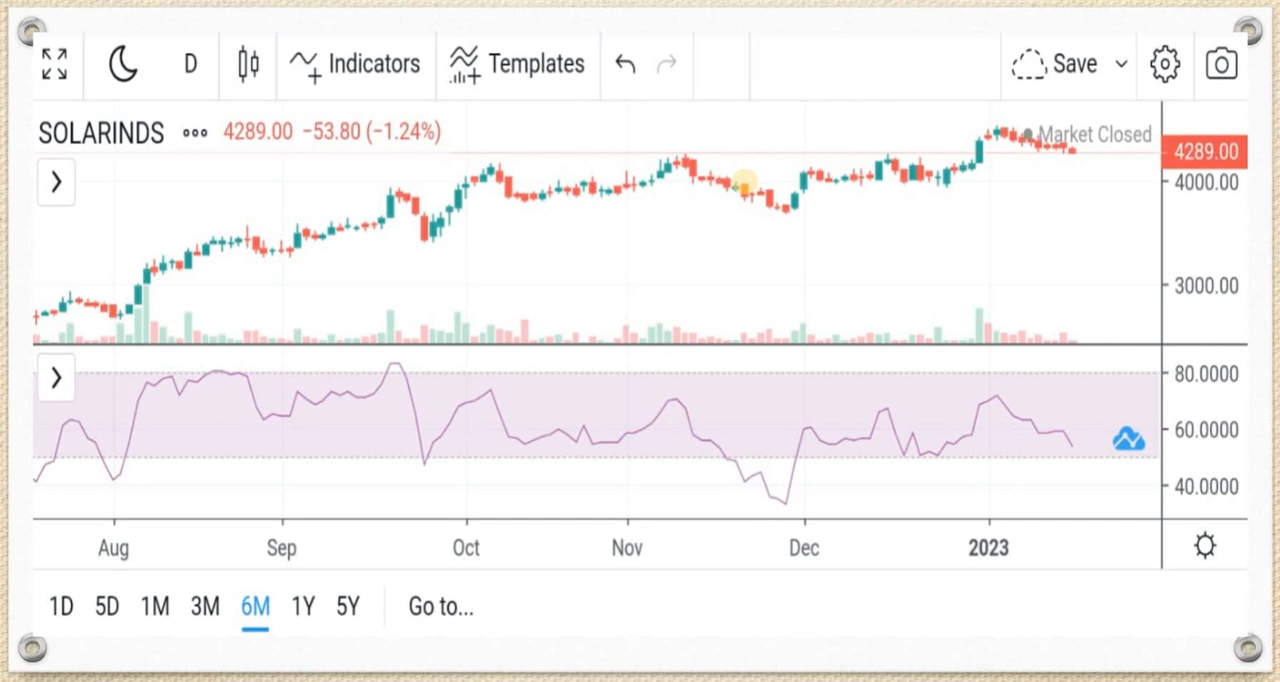 D Indicators Templates Save
SOLARINDS 4289.00 −53.80 (−1.24%)
Market Closed
4289.00
4000.00
3000.00
80.0000
60.0000
40.0000
Aug Sep Oct Nov Dec 2023
1D 5D 1M 3M 6M 1Y 5Y Go to...